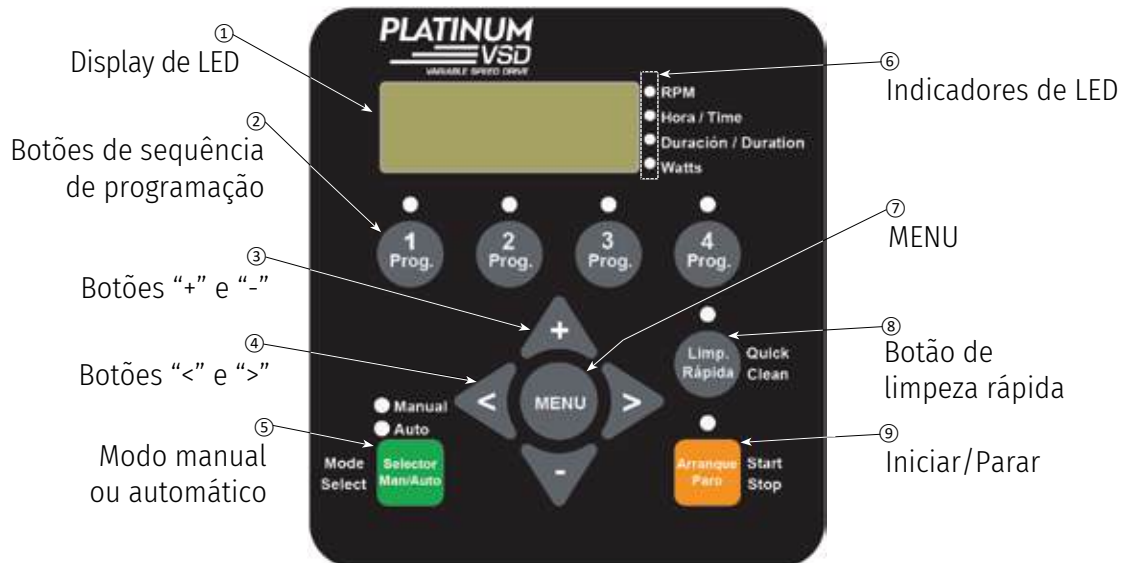 ①
Display de LED
②
Botões de sequência
de programação
③
Botões “+” e “-”
④
Botões “<” e “>”
⑤
Modo manual
ou automático
PLATINUM
VSD
VARIABLE SPEED DRIVE
RPM
Hora / Time
Duración / Duration
Watts
1
Prog.
2
Prog.
3
Prog.
4
Prog.
+
<
MENU
>
-
Limp.
Rápida
Quick
Clean
Manual
Auto
Mode
Select
Selector
Man/Auto
Arranque
Paro
Start
Stop
⑥
Indicadores de LED
⑦
MENU
⑧
Botão de
limpeza rápida
⑨
Iniciar/Parar